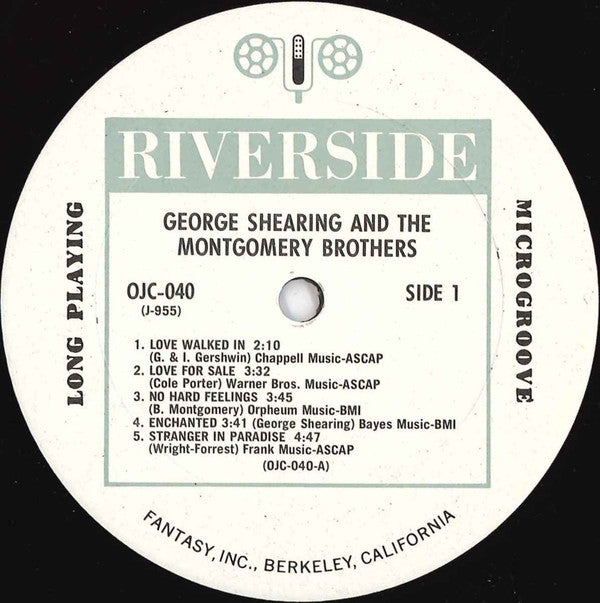 RIVERSIDE
GEORGE SHEARING AND THE
MONTGOMERY BROTHERS
LONG PLAYING
MICROGROOVE
OJC-040
(J-955)
SIDE 1
1. LOVE WALKED IN 2:10
(G. & I. Gershwin) Chappell Music-ASCAP
2. LOVE FOR SALE 3:32
(Cole Porter) Warner Bros. Music-ASCAP
3. NO HARD FEELINGS 3:45
(B. Montgomery) Orpheum Music-BMI
4. ENCHANTED 3:41 (George Shearing) Bayes Music-BMI
5. STRANGER IN PARADISE 4:47
(Wright-Forrest) Frank Music-ASCAP
(OJC-040-A)
FANTASY, INC., BERKELEY, CALIFORNIA